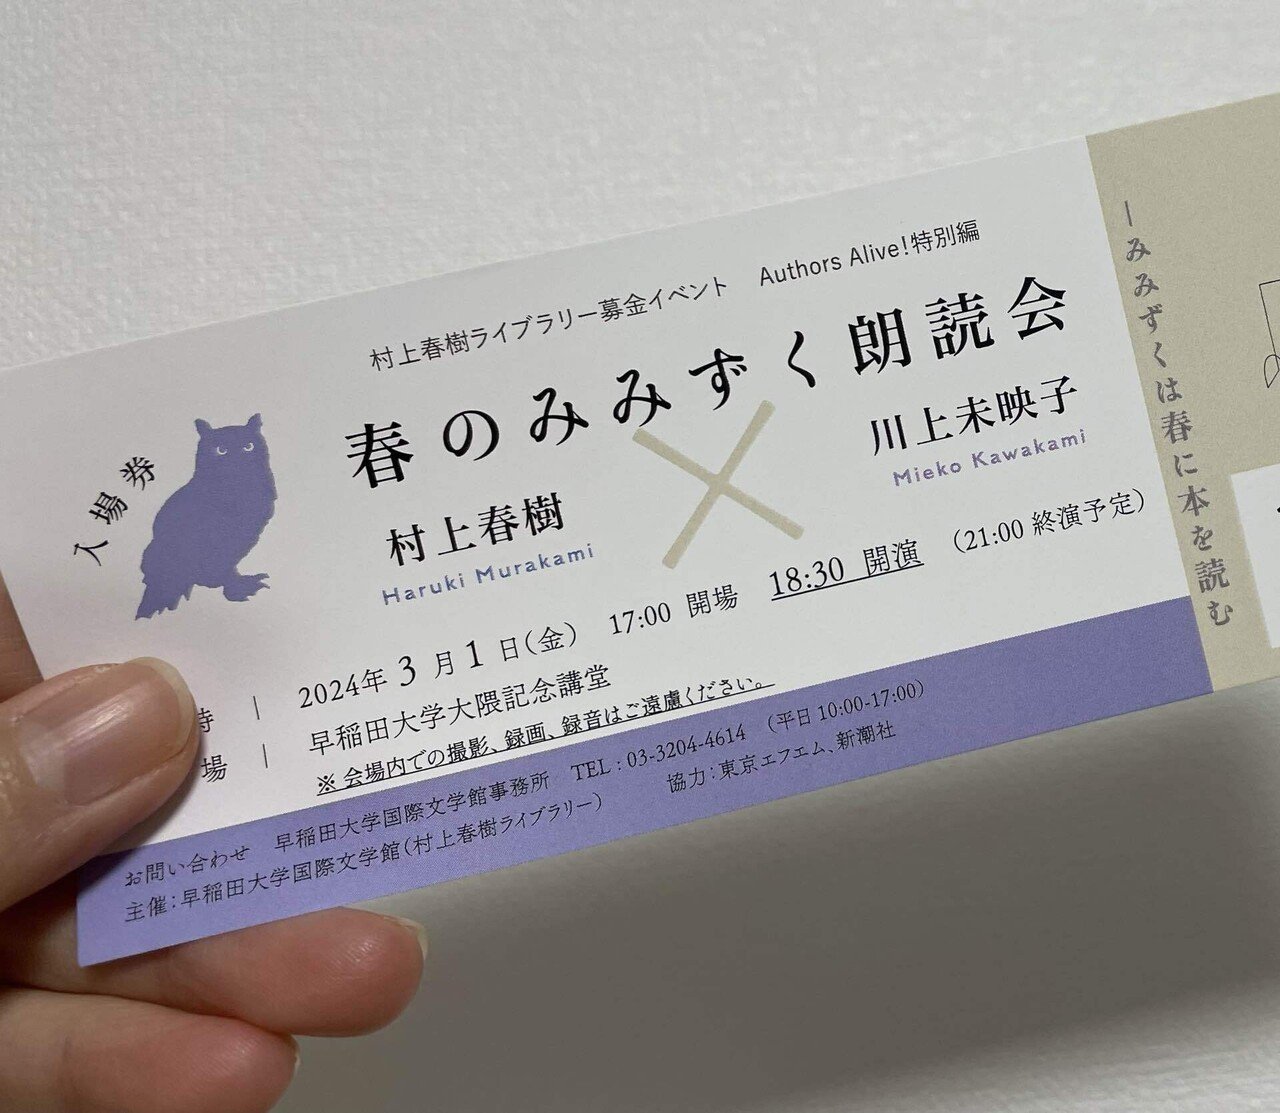 入場券
村上春樹ライブラリー募金イベント Authors Alive!特別編
春のみみずく朗読会
村上春樹
Haruki Murakami
×
川上未映子
Mieko Kawakami
時 | 2024年 3 月 1 日(金) 17:00 開場 18:30 開演 (21:00 終演予定)
場 | 早稲田大学大隈記念講堂
※ 会場内での撮影、録画、録音はご遠慮ください。
お問い合わせ 早稲田大学国際文学館事務所 TEL : 03-3204-4614 (平日 10:00-17:00)
主催:早稲田大学国際文学館(村上春樹ライブラリー) 協力:東京エフエム、新潮社
ーみみずくは春に本を読む